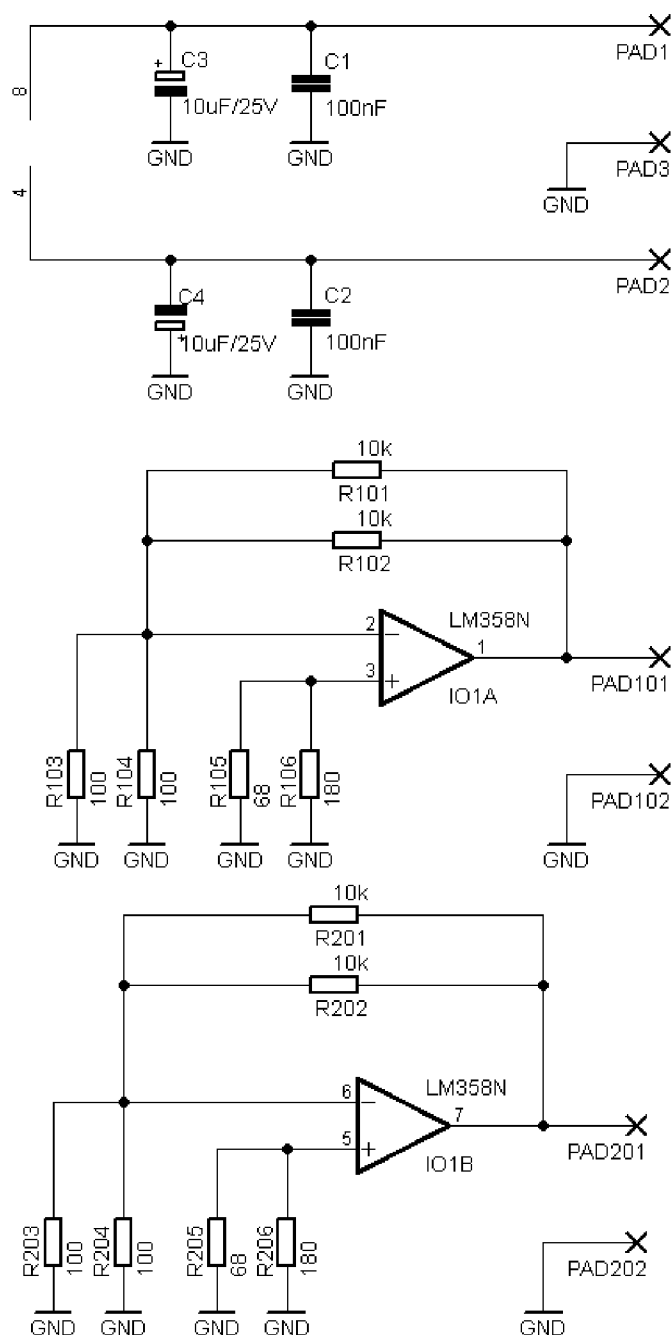 C3
C1
PAD1
8
10uF/25V
100nF
GND
GND
PAD3
GND
4
C4
C2
PAD2
10uF/25V
100nF
GND
GND
10k
R101
10k
R102
LM358N
2
1
3
IO1A
PAD101
R103
100
R104
100
R105
68
R106
180
PAD102
GND
GND
GND
GND
GND
10k
R201
10k
R202
LM358N
6
7
5
IO1B
PAD201
R203
100
R204
100
R205
68
R206
180
PAD202
GND
GND
GND
GND
GND